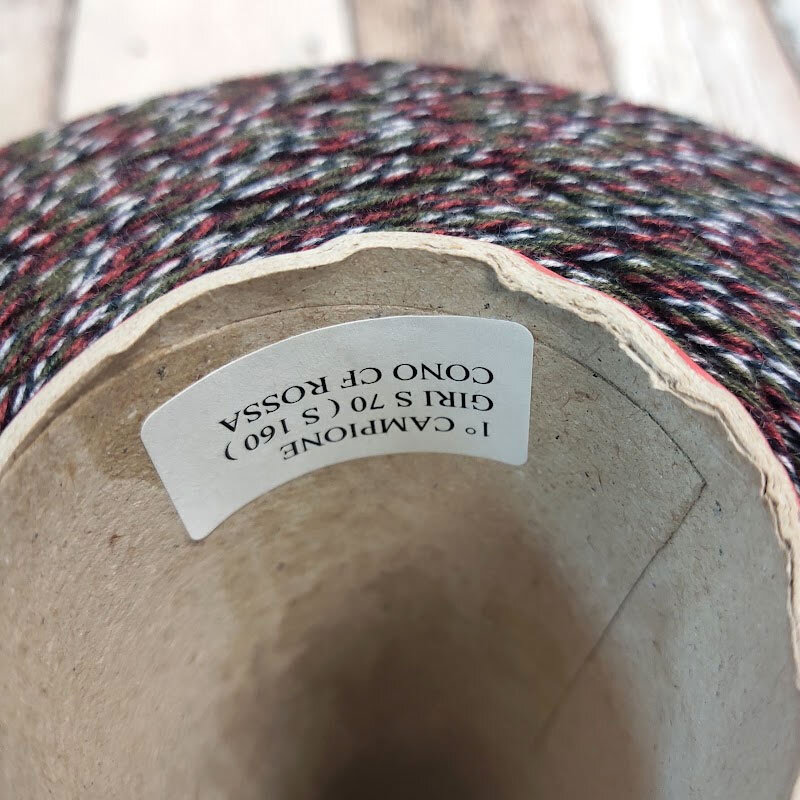 1° CAMPIONE
GIRI S 70 ( S 160 )
CONO CF ROSSA